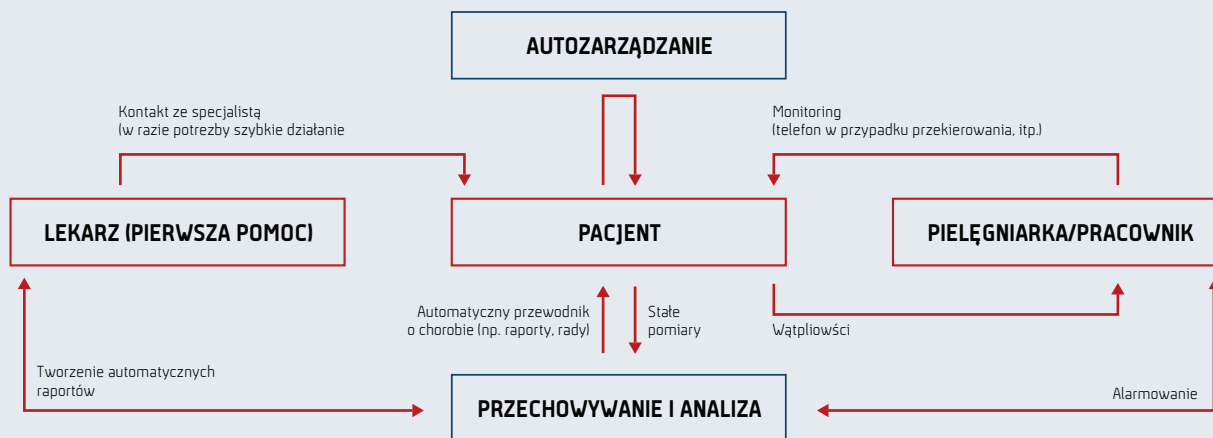 AUTOZARZĄDZANIE
Kontakt ze specjalistą
(w razie potrezby szybkie działanie
Monitoring
(telefon w przypadku przekierowania, itp.)
LEKARZ (PIERWSZA POMOC)
PACJENT
PIELĘGNIARKA/PRACOWNIK
Automatyczny przewodnik
o chorobie (np. raporty, rady)
Stałe
pomiary
Wątpliowści
Tworzenie automatycznych
raportów
PRZECHOWYWANIE I ANALIZA
Alarmowanie